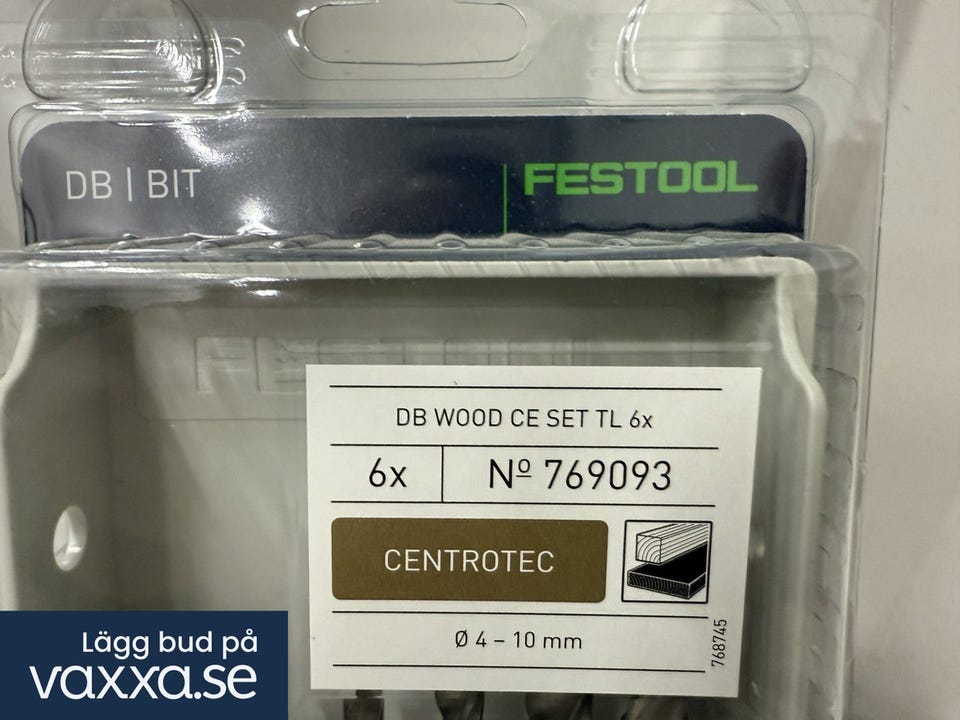 DB | BIT
FESTOOL
FESTOOL
DB WOOD CE SET TL 6x
6x
Nº 769093
CENTROTEC
Ø 4 – 10 mm
768745
Lägg bud på
vaxxa.se